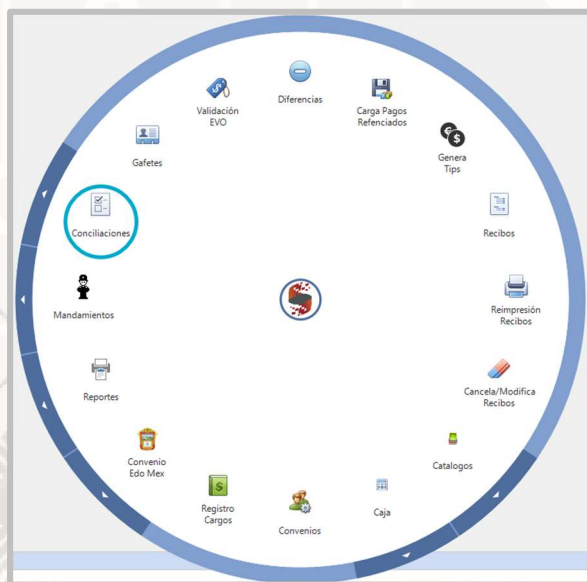 Diferencias
Validación
EVO
Carga Pagos
Refenciados
Genera
Tips
Gafetes
Conciliaciones
Recibos
Mandamientos
Reimpresión
Recibos
Reportes
Cancela/Modifica
Recibos
Convenio
Edo Mex
Catalogos
Registro
Cargos
Convenios
Caja